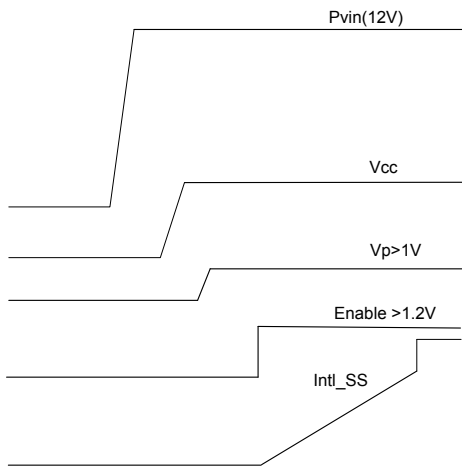 Pvin(12V)
Vcc
Vp>1V
Enable >1.2V
Intl_SS